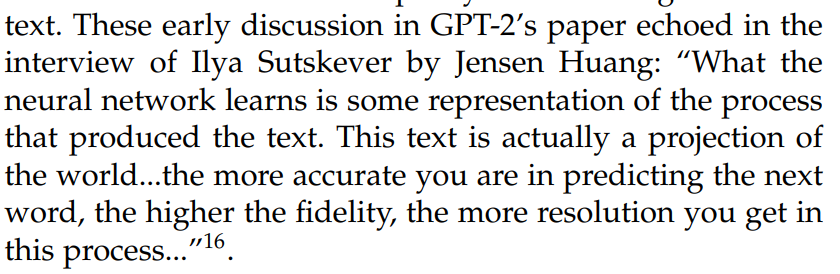 text. These early discussion in GPT-2's paper echoed in the
interview of Ilya Sutskever by Jensen Huang: “What the
neural network learns is some representation of the process
that produced the text. This text is actually a projection of
the world...the more accurate you are in predicting the next
word, the higher the fidelity, the more resolution you get in
this process...”16.